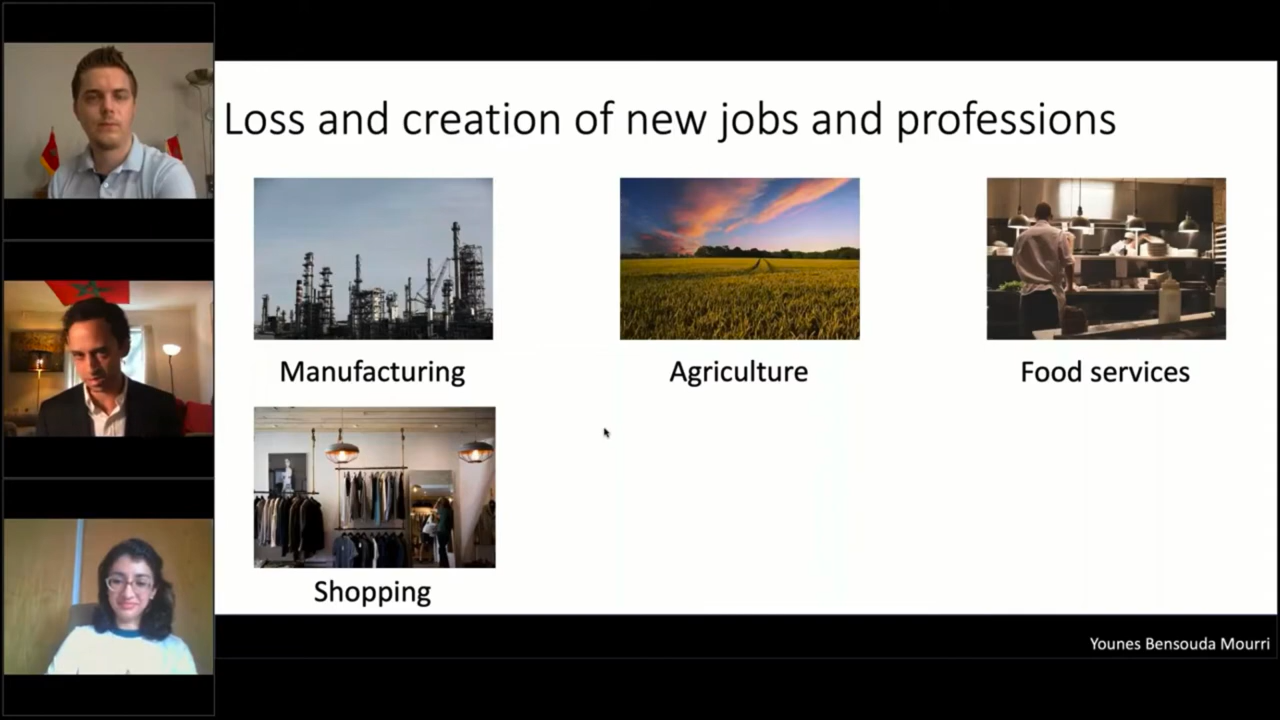 Loss and creation of new jobs and professions
Manufacturing
Agriculture
Food services
Shopping
Younes Bensouda Mourri